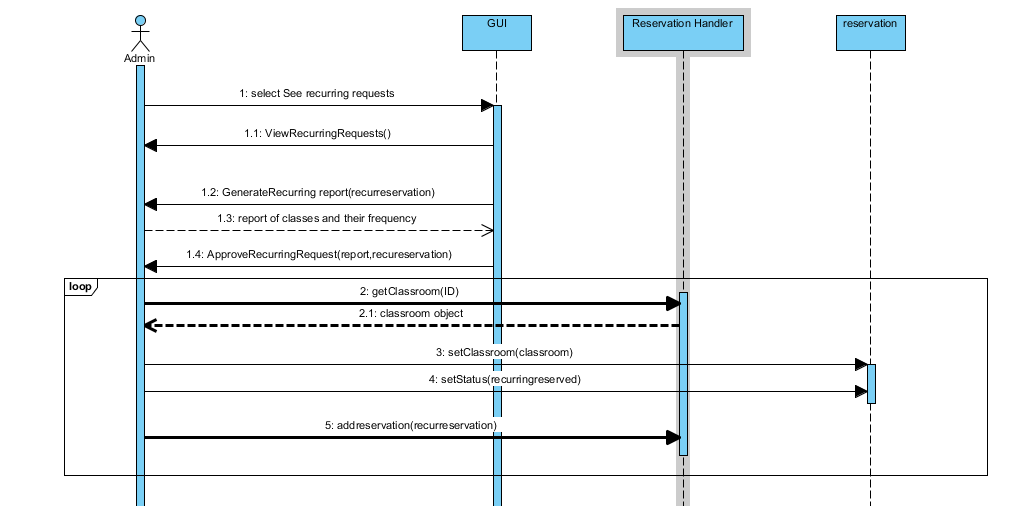 GUI
Reservation Handler
reservation
Admin
1: select See recurring requests
1.1: ViewRecurringRequests()
1.2: GenerateRecurring report(recurreservation)
1.3: report of classes and their frequency
1.4: ApproveRecurringRequest(report,recureservation)
loop
2: getClassroom(ID)
2.1: classroom object
3: setClassroom(classroom)
4: setStatus(recurringreserved)
5: addreservation(recurreservation)